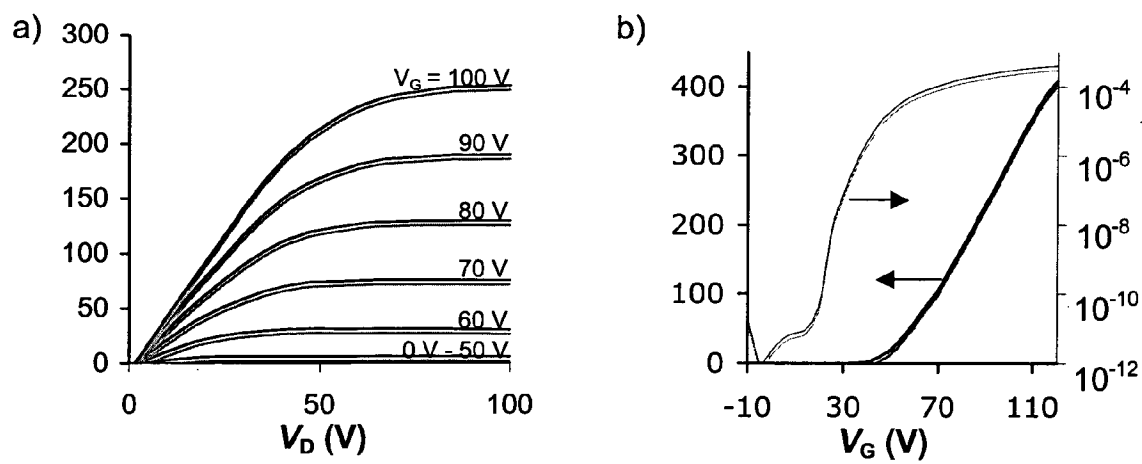 a)
300
250
200
150
100
50
0
V_G = 100 V
90 V
80 V
70 V
60 V
0 V - 50 V
0 50 100
V_D (V)
b)
400
300
200
100
0
10⁻⁴
10⁻⁶
10⁻⁸
10⁻¹⁰
10⁻¹²
-10 30 70 110
V_G (V)